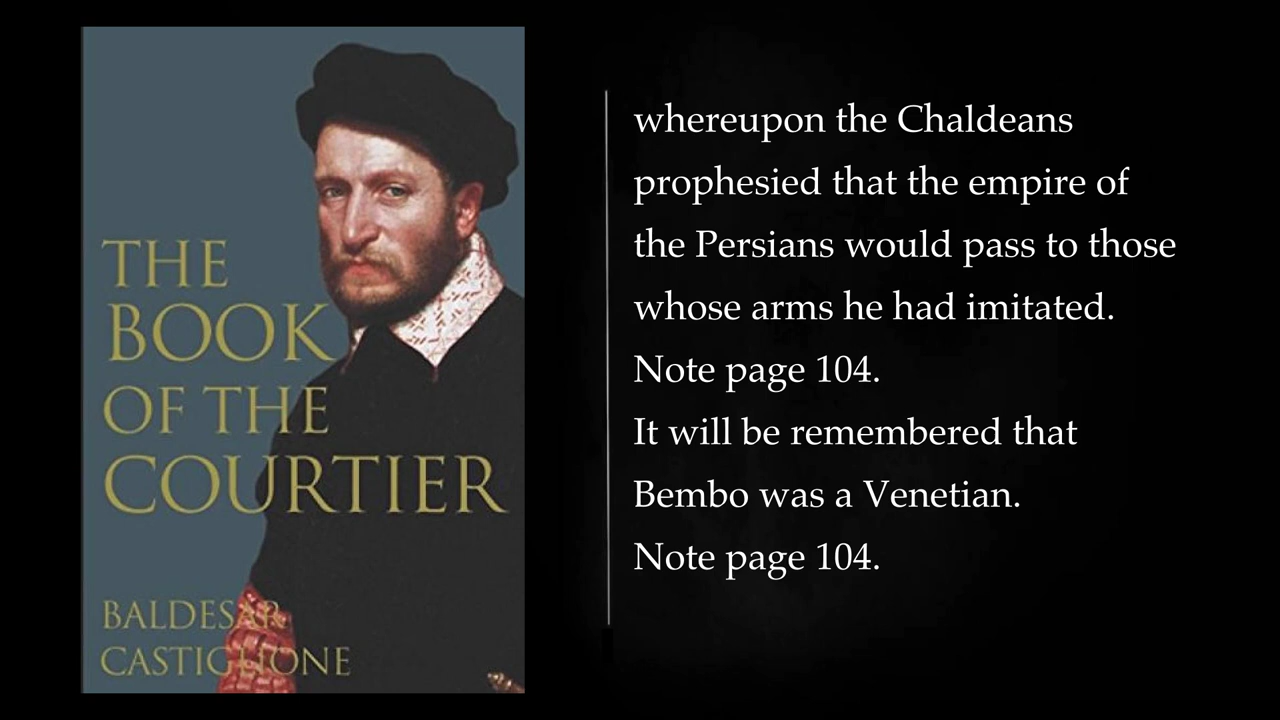 THE
BOOK
OF THE
COURTIER
BALDESAR
CASTIGLIONE
whereupon the Chaldeans
prophesied that the empire of
the Persians would pass to those
whose arms he had imitated.
Note page 104.
It will be remembered that
Bembo was a Venetian.
Note page 104.